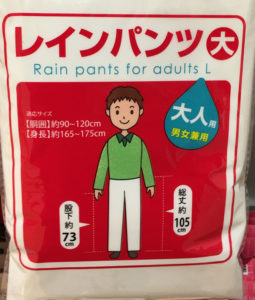 レインパンツ 大
Rain pants for adults L
適応サイズ
【胴囲】約90~120cm
【身長】約165~175cm
大人用
男女兼用
股下約
73
cm
総丈約
105
cm